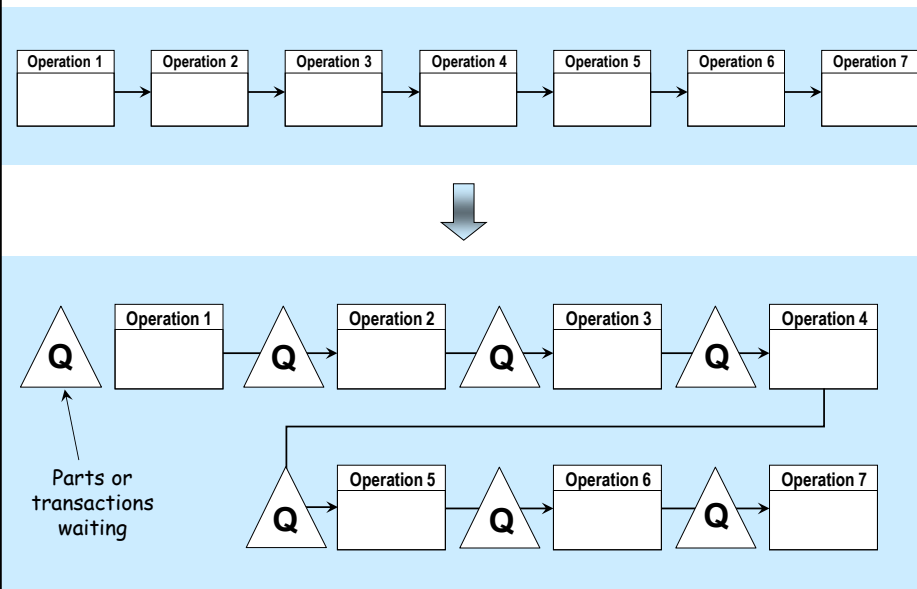 Operation 1
Operation 2
Operation 3
Operation 4
Operation 5
Operation 6
Operation 7
Q
Operation 1
Q
Operation 2
Q
Operation 3
Q
Operation 4
Parts or
transactions
waiting
Q
Operation 5
Q
Operation 6
Q
Operation 7